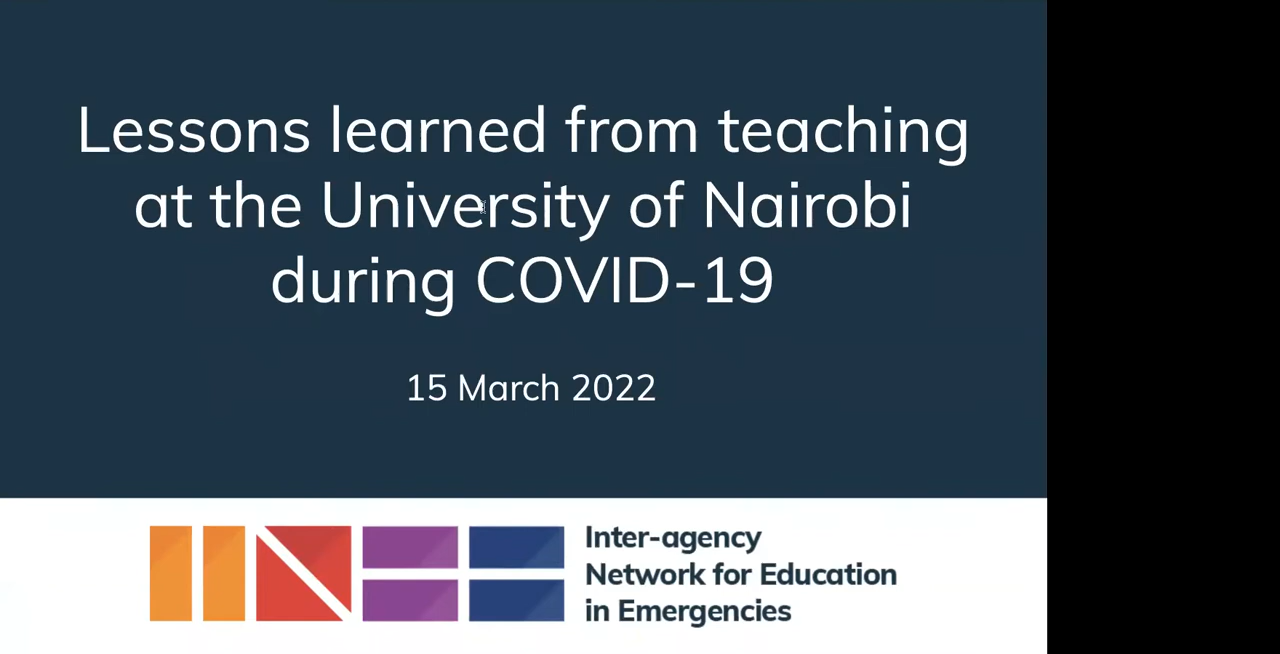 Lessons learned from teaching
at the University of Nairobi
during COVID-19
15 March 2022
Inter-agency
Network for Education
in Emergencies